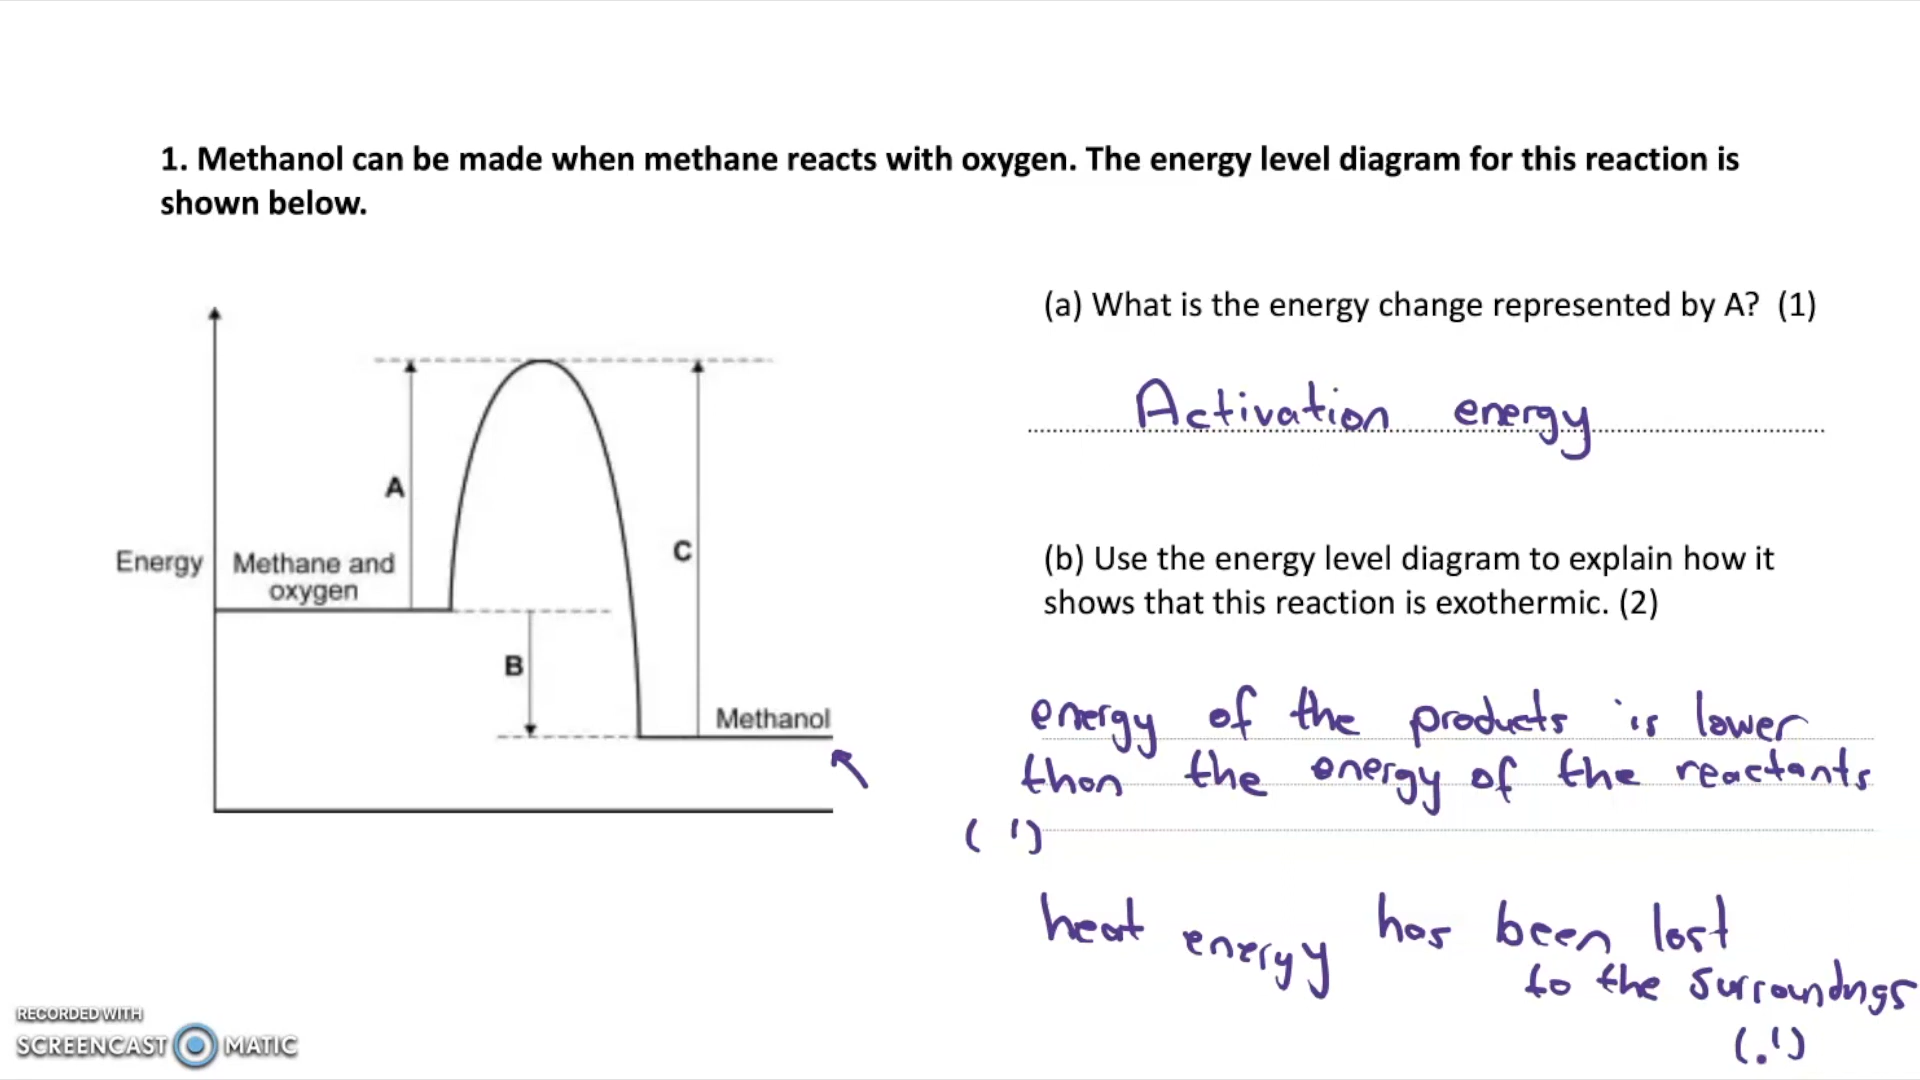 1. Methanol can be made when methane reacts with oxygen. The energy level diagram for this reaction is
shown below.
(a) What is the energy change represented by A? (1)
Activation energy
A
C
Energy
Methane and
oxygen
B
Methanol
(b) Use the energy level diagram to explain how it
shows that this reaction is exothermic. (2)
energy of the products is lower
than the energy of the reactants
(1)
heat energy has been lost
to the surroundngs
(.1)
RECORDED WITH
SCREENCAST MATIC